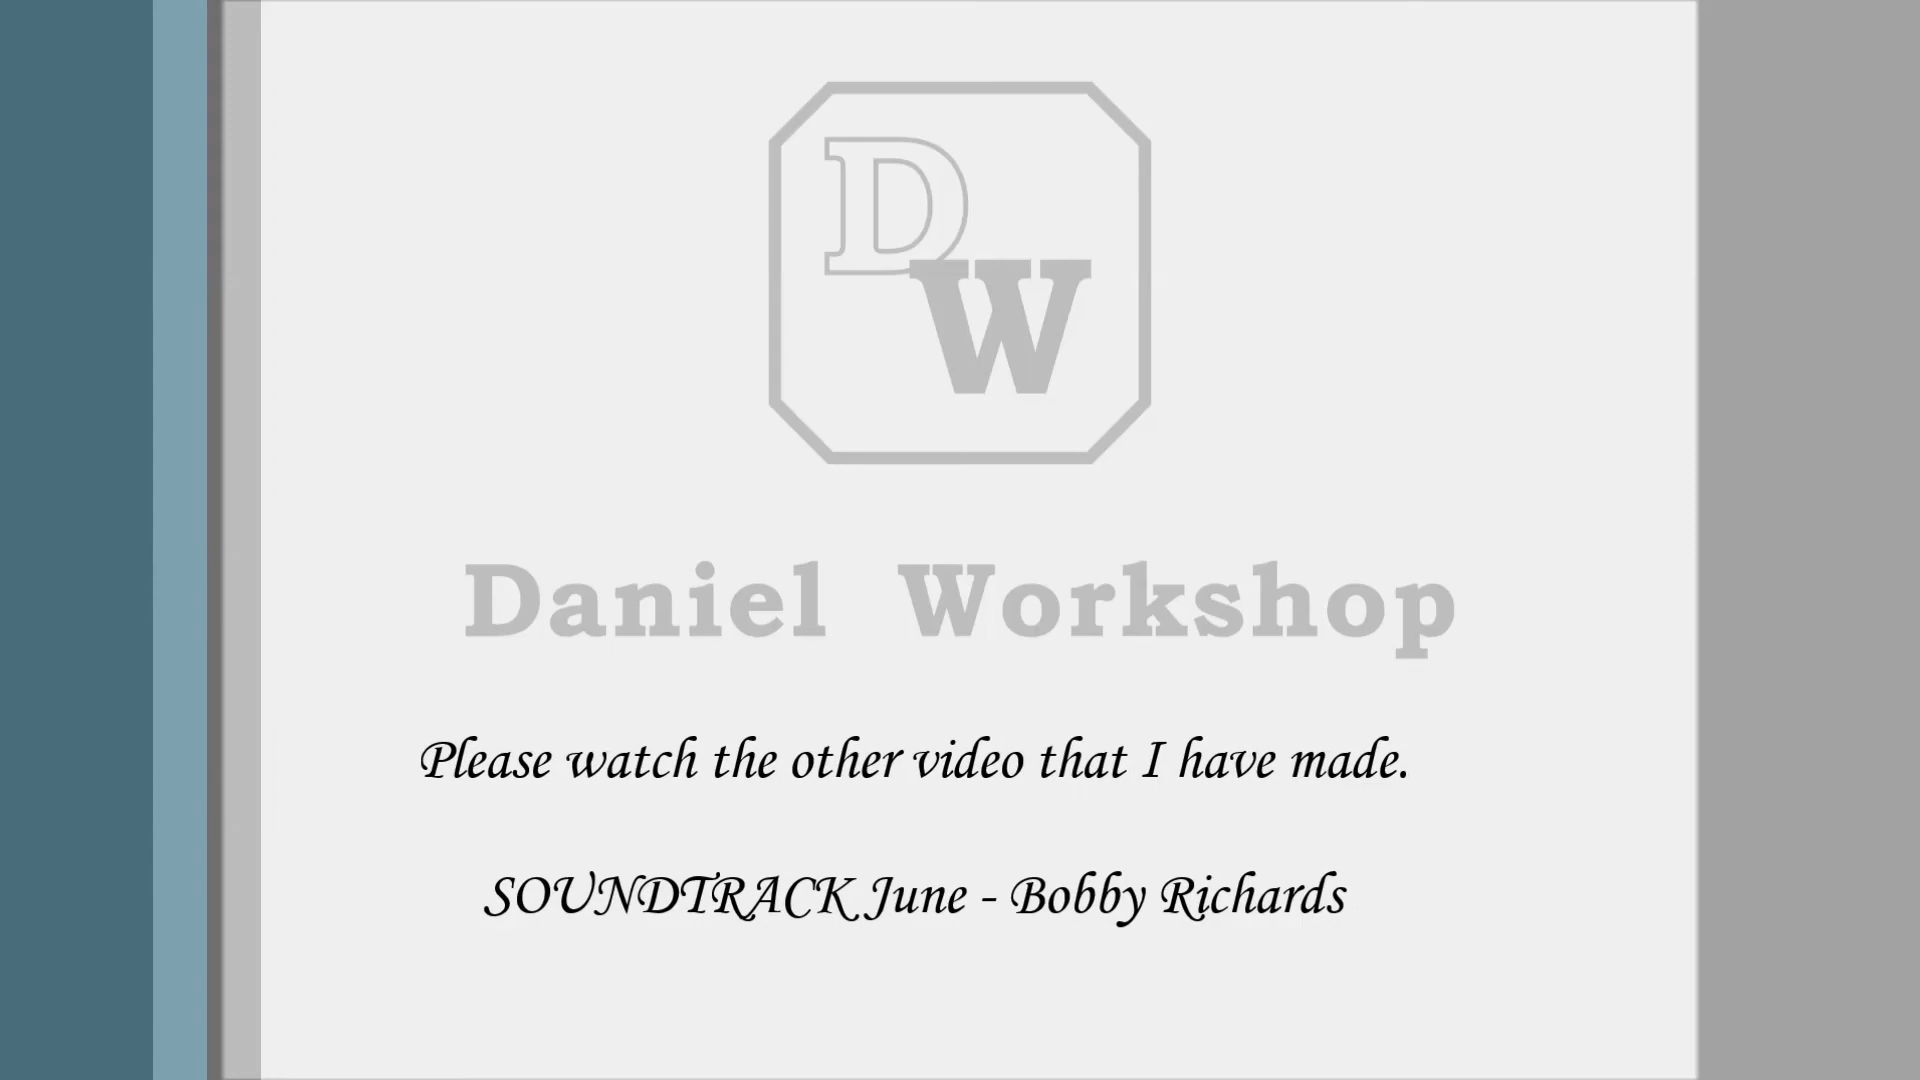 DW
Daniel Workshop
Please watch the other video that I have made.
SOUNDTRACK June - Bobby Richards